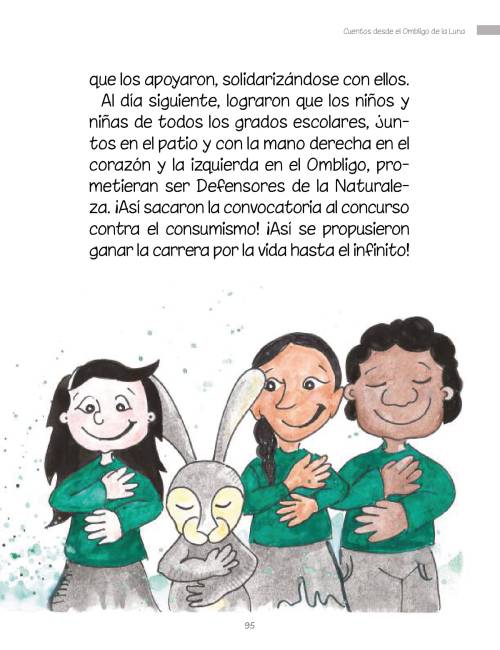 Cuentos desde el Ombligo de la Luna
que los apoyaron, solidarizándose con ellos.
Al día siguiente, lograron que los niños y
niñas de todos los grados escolares, jun-
tos en el patio y con la mano derecha en el
corazón y la izquierda en el Ombligo, pro-
metieran ser Defensores de la Naturale-
za. ¡Así sacaron la convocatoria al concurso
contra el consumismo! ¡Así se propusieron
ganar la carrera por la vida hasta el infinito!
95